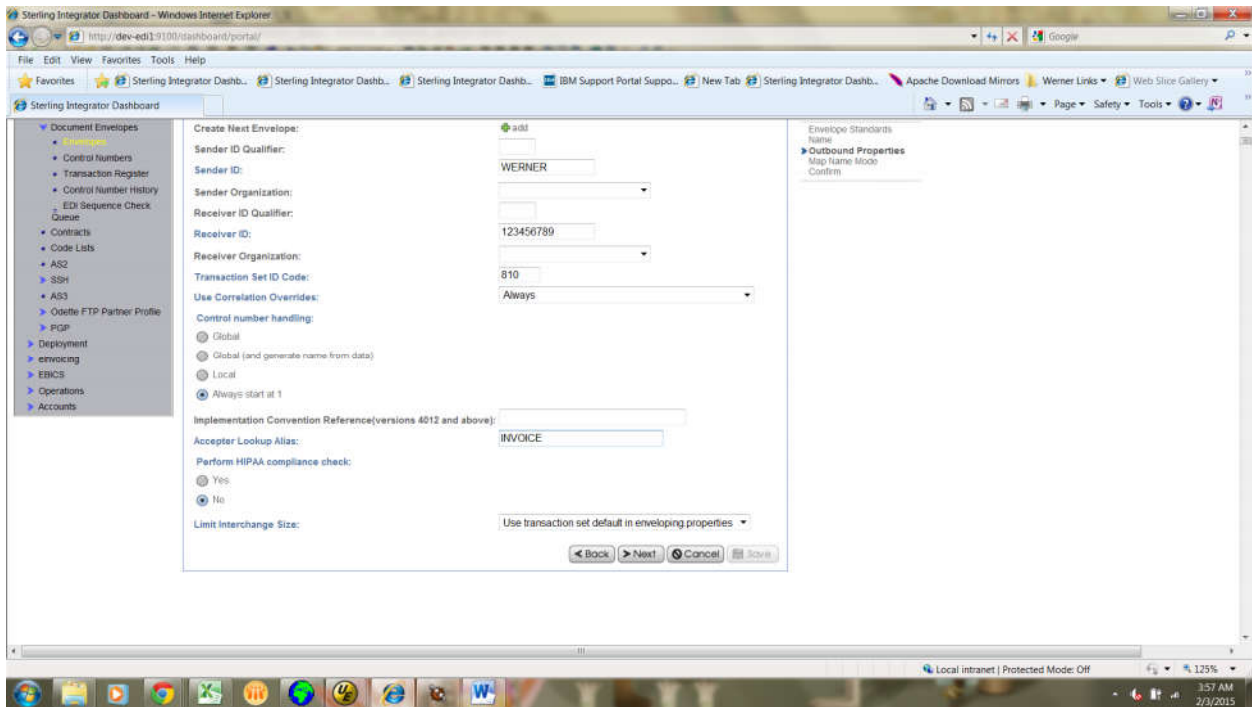 Sterling Integrator Dashboard - Windows Internet Explorer
http://dev-edi1:9100/dashboard/portal/
Google
File Edit View Favorites Tools Help
Favorites Sterling Integrator Dashb... Sterling Integrator Dashb... Sterling Integrator Dashb... IBM Support Portal Suppo... New Tab Sterling Integrator Dashb... Apache Download Mirrors Werner Links Web Slice Gallery
Sterling Integrator Dashboard
Page Safety Tools
Document Envelopes
Envelopes
Control Numbers
Transaction Register
Control Number History
EDI Sequence Check Queue
Contracts
Code Lists
AS2
SSH
AS3
Odette FTP Partner Profile
PGP
Deployment
einvoicing
EBICS
Operations
Accounts
Create Next Envelope: add
Sender ID Qualifier:
Sender ID: WERNER
Sender Organization:
Receiver ID Qualifier:
Receiver ID: 123456789
Receiver Organization:
Transaction Set ID Code: 810
Use Correlation Overrides: Always
Control number handling:
Global
Global (and generate name from data)
Local
Always start at 1
Implementation Convention Reference(versions 4012 and above):
Accepter Lookup Alias: INVOICE
Perform HIPAA compliance check:
Yes
No
Limit Interchange Size: Use transaction set default in enveloping properties
Back Next Cancel Save
Envelope Standards
Name
Outbound Properties
Map Name Mode
Confirm
Local intranet | Protected Mode: Off
125%
3:57 AM
2/3/2015